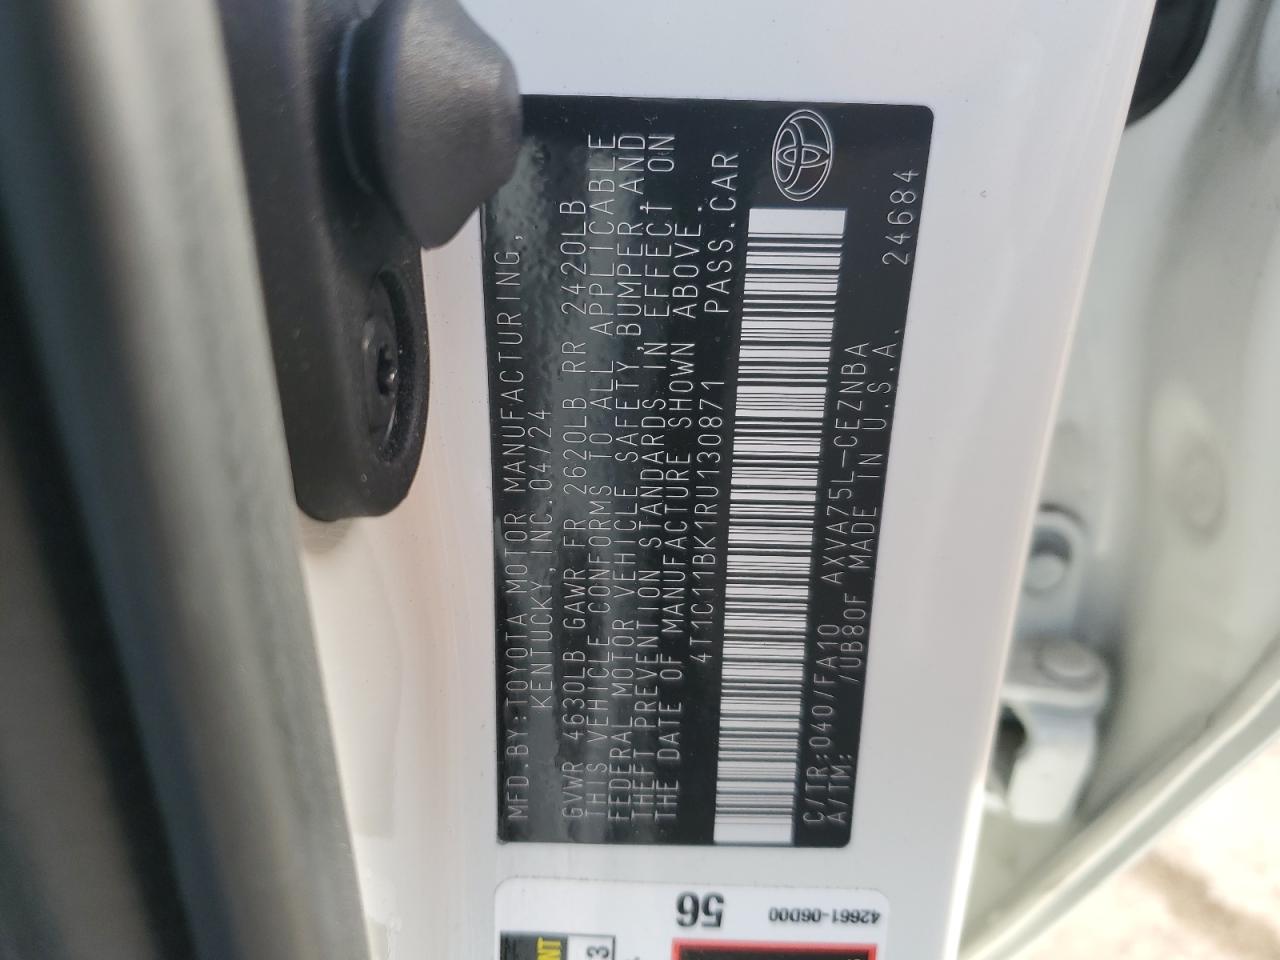 MFD.BY:TOYOTA MOTOR MANUFACTURING,
KENTUCKY,INC.04/24
GVWR 4630LB GAWR FR 2620LB RR 2420LB
THIS VEHICLE CONFORMS TO ALL APPLICABLE
FEDERAL MOTOR VEHICLE SAFETY,BUMPER,AND
THEFT PREVENTION STANDARDS IN EFFECT ON
THE DATE OF MANUFACTURE SHOWN ABOVE.
4T1C11BK1RU130871 PASS.CAR
C/TR:040/FA10 AXVA75L-CEZNBA 24684
A/TM: /UB80F MADE IN U.S.A.
56
42661-06D00
3